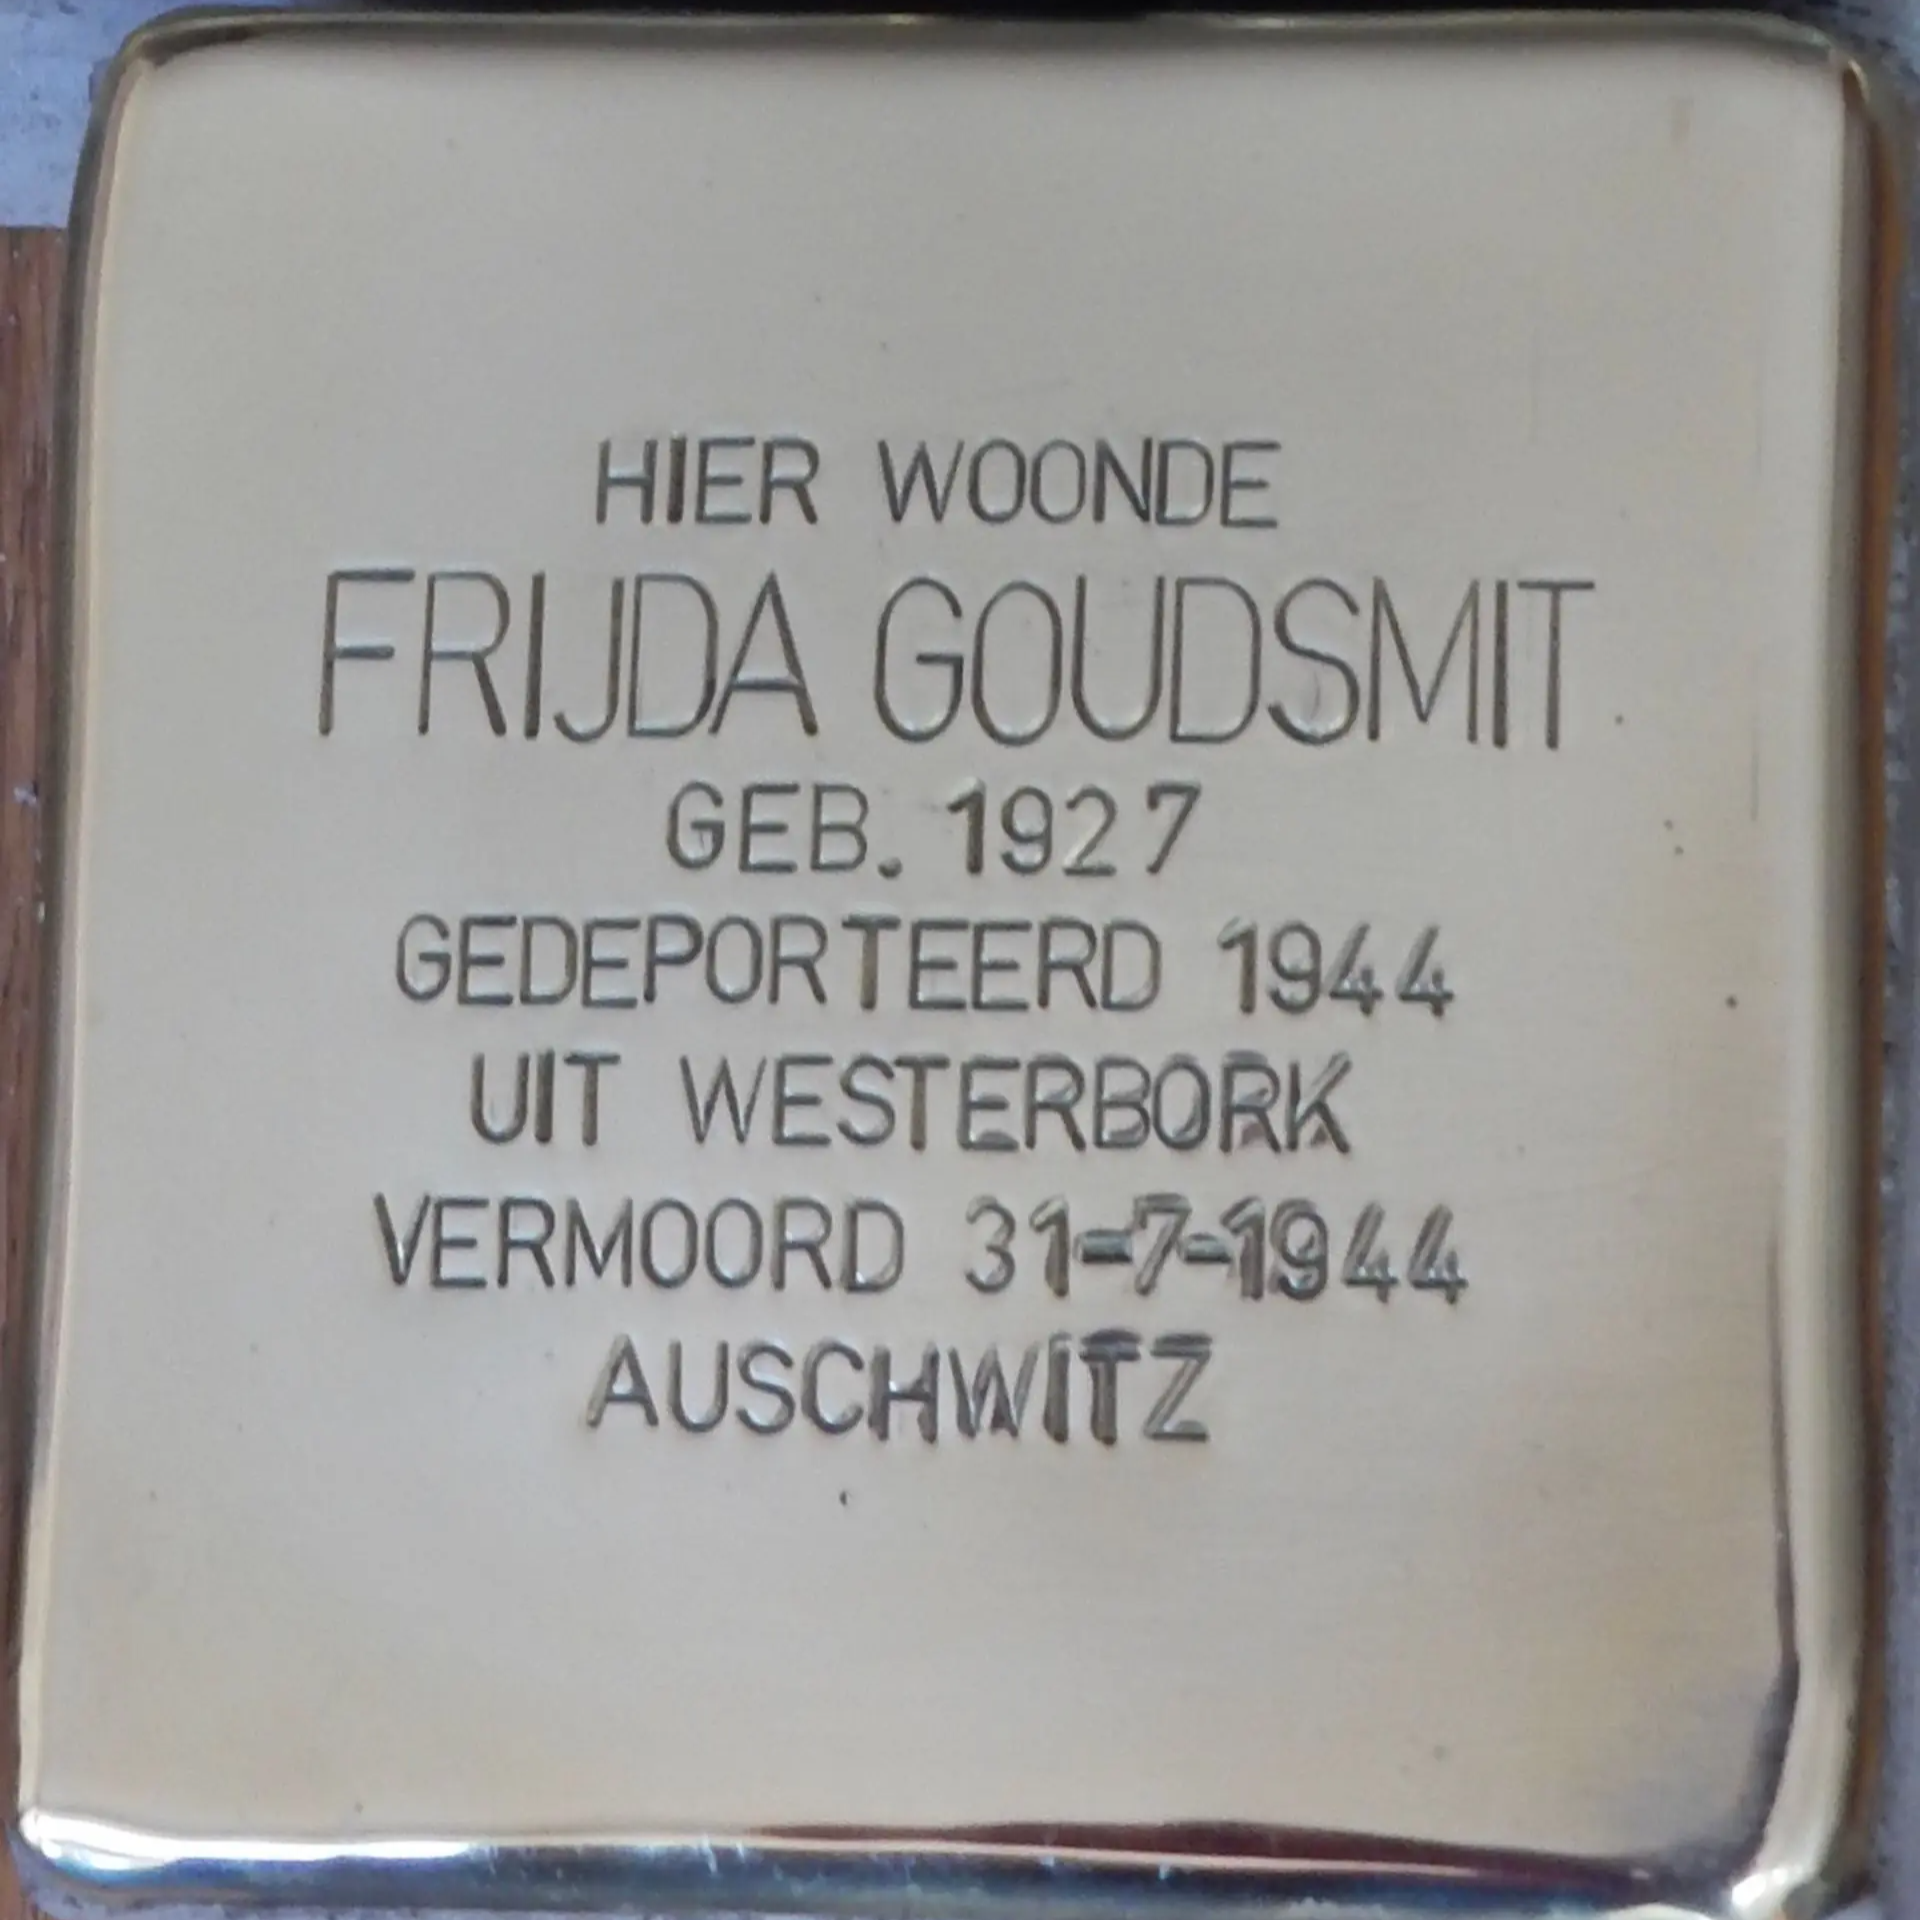 HIER WOONDE
FRIJDA GOUDSMIT
GEB. 1927
GEDEPORTEERD 1944
UIT WESTERBORK
VERMOORD 31-7-1944
AUSCHWITZ